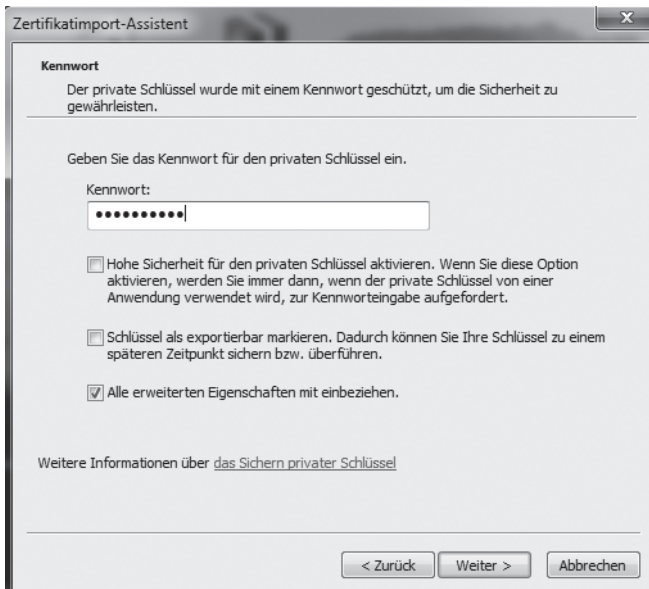 Zertifikatimport-Assistent
Kennwort
Der private Schlüssel wurde mit einem Kennwort geschützt, um die Sicherheit zu
gewährleisten.
Geben Sie das Kennwort für den privaten Schlüssel ein.
Kennwort:
••••••••••
Hohe Sicherheit für den privaten Schlüssel aktivieren. Wenn Sie diese Option
aktivieren, werden Sie immer dann, wenn der private Schlüssel von einer
Anwendung verwendet wird, zur Kennworteingabe aufgefordert.
Schlüssel als exportierbar markieren. Dadurch können Sie Ihre Schlüssel zu einem
späteren Zeitpunkt sichern bzw. überführen.
Alle erweiterten Eigenschaften mit einbeziehen.
Weitere Informationen über das Sichern privater Schlüssel
< Zurück Weiter > Abbrechen